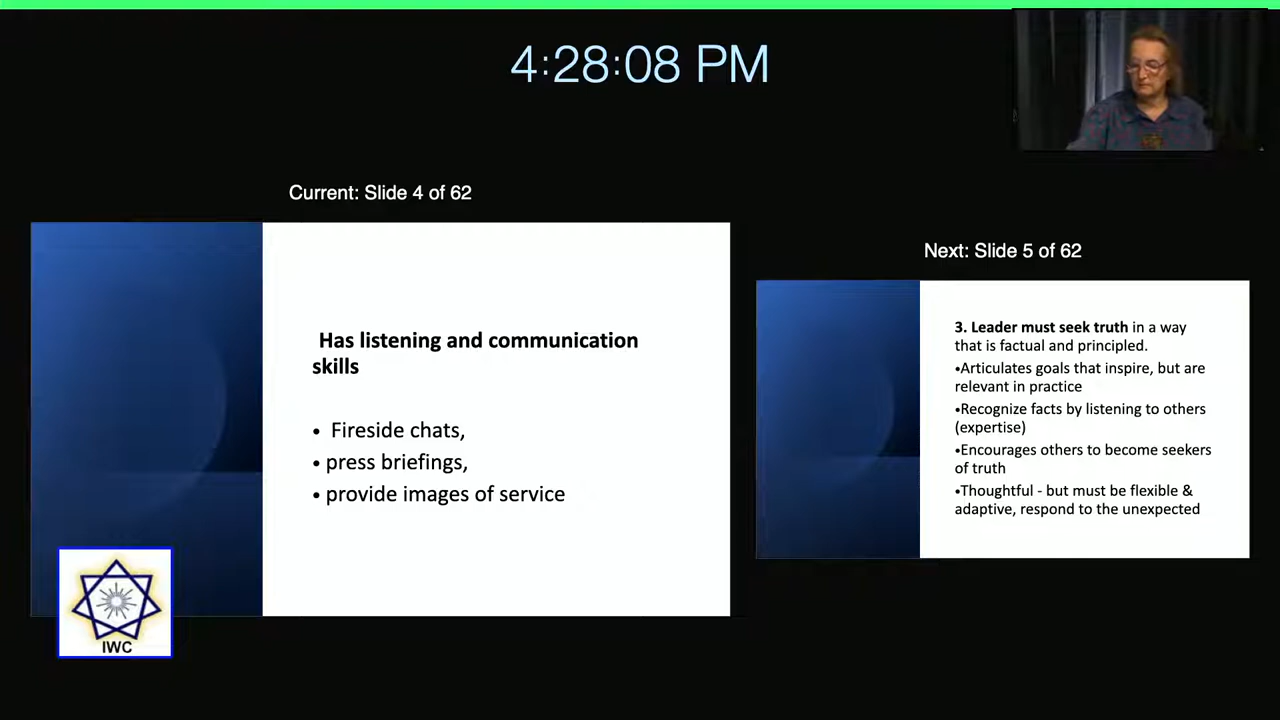 4:28:08 PM
Current: Slide 4 of 62
Has listening and communication
skills
• Fireside chats,
• press briefings,
• provide images of service
IWC
Next: Slide 5 of 62
3. Leader must seek truth in a way
that is factual and principled.
•Articulates goals that inspire, but are
relevant in practice
•Recognize facts by listening to others
(expertise)
•Encourages others to become seekers
of truth
•Thoughtful - but must be flexible &
adaptive, respond to the unexpected